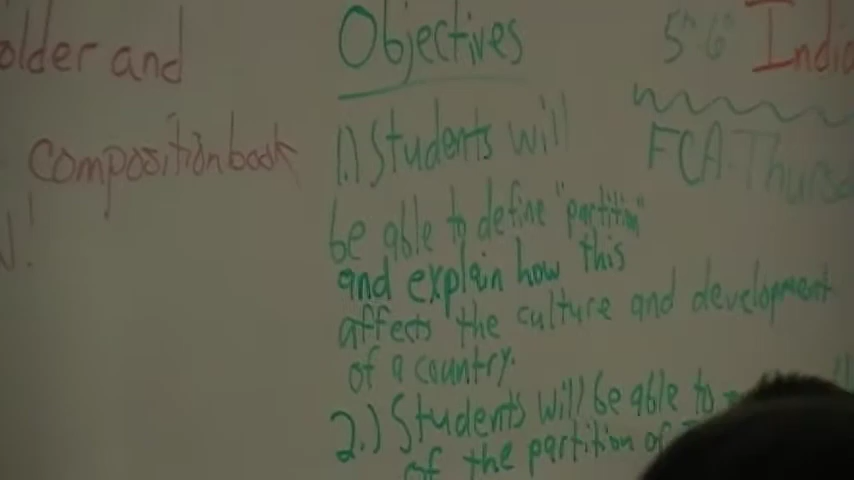 older and
composition book
!
Objectives
1.) Students will
be able to define "partition"
and explain how this
affects the culture and development
of a country.
2.) Students will be able to
of the partition of
5th 6th
India
FCA Thursd